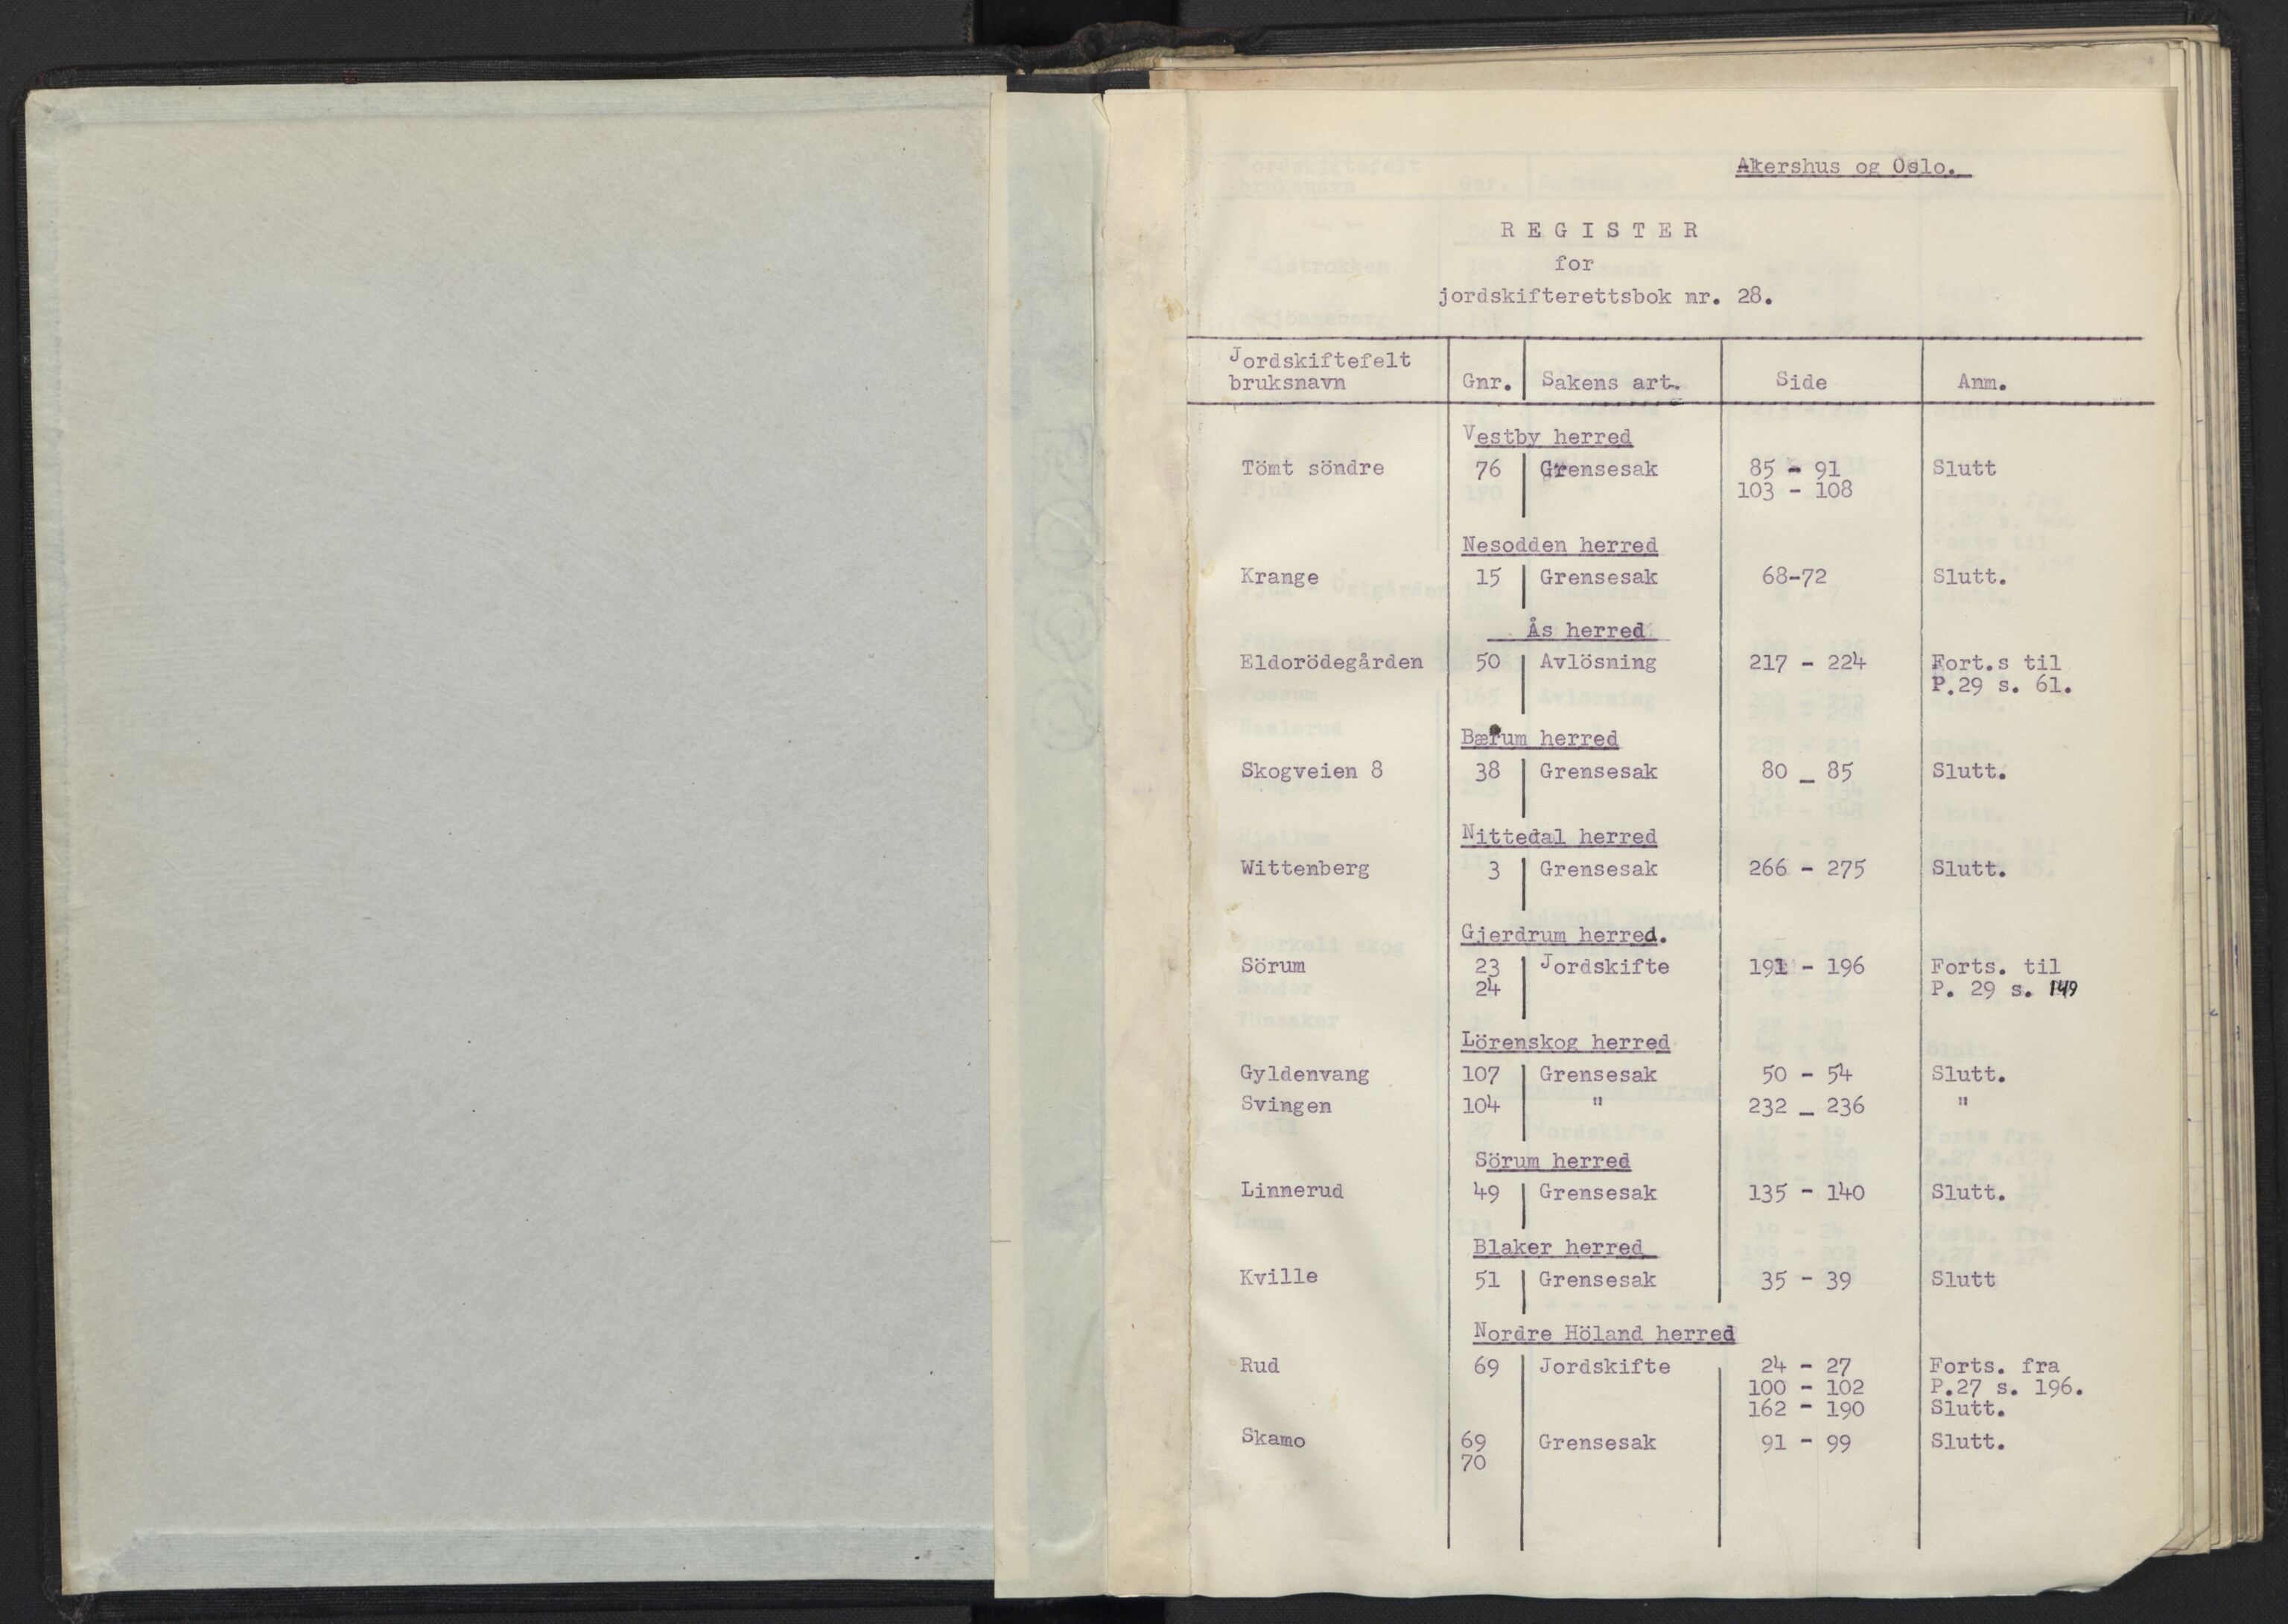 Akershus og Oslo.
REGISTER
for
jordskifterettsbok nr. 28.
Jordskiftefelt
bruksnavn Gnr. Sakens art. Side Anm.
Vestby herred
Tömt söndre 76 Grensesak 85 - 91 Slutt
103 - 108
Nesodden herred
Krange 15 Grensesak 68-72 Slutt.
Ås herred
Eldorödegården 50 Avlösning 217 - 224 Fort.s til
P.29 s. 61.
Bærum herred
Skogveien 8 38 Grensesak 80 _ 85 Slutt.
Nittedal herred
Wittenberg 3 Grensesak 266 - 275 Slutt.
Gjerdrum herred.
Sörum 23 Jordskifte 191 - 196 Forts. til
24 P. 29 s. 149
Lörenskog herred
Gyldenvang 107 Grensesak 50 - 54 Slutt.
Svingen 104 " 232 _ 236 "
Sörum herred
Linnerud 49 Grensesak 135 - 140 Slutt.
Blaker herred
Kville 51 Grensesak 35 - 39 Slutt
Nordre Höland herred
Rud 69 Jordskifte 24 - 27 Forts. fra
100 - 102 P.27 s. 196.
162 - 190 Slutt.
Skamo 69 Grensesak 91 - 99 Slutt.
70